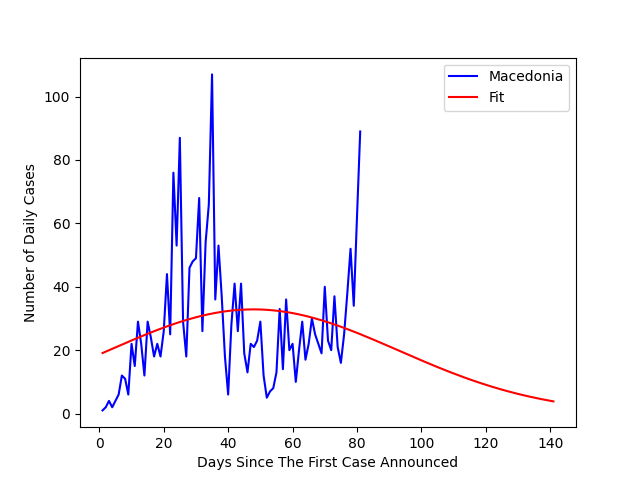 Macedonia
Fit
Number of Daily Cases
100
80
60
40
20
0
0 20 40 60 80 100 120 140
Days Since The First Case Announced